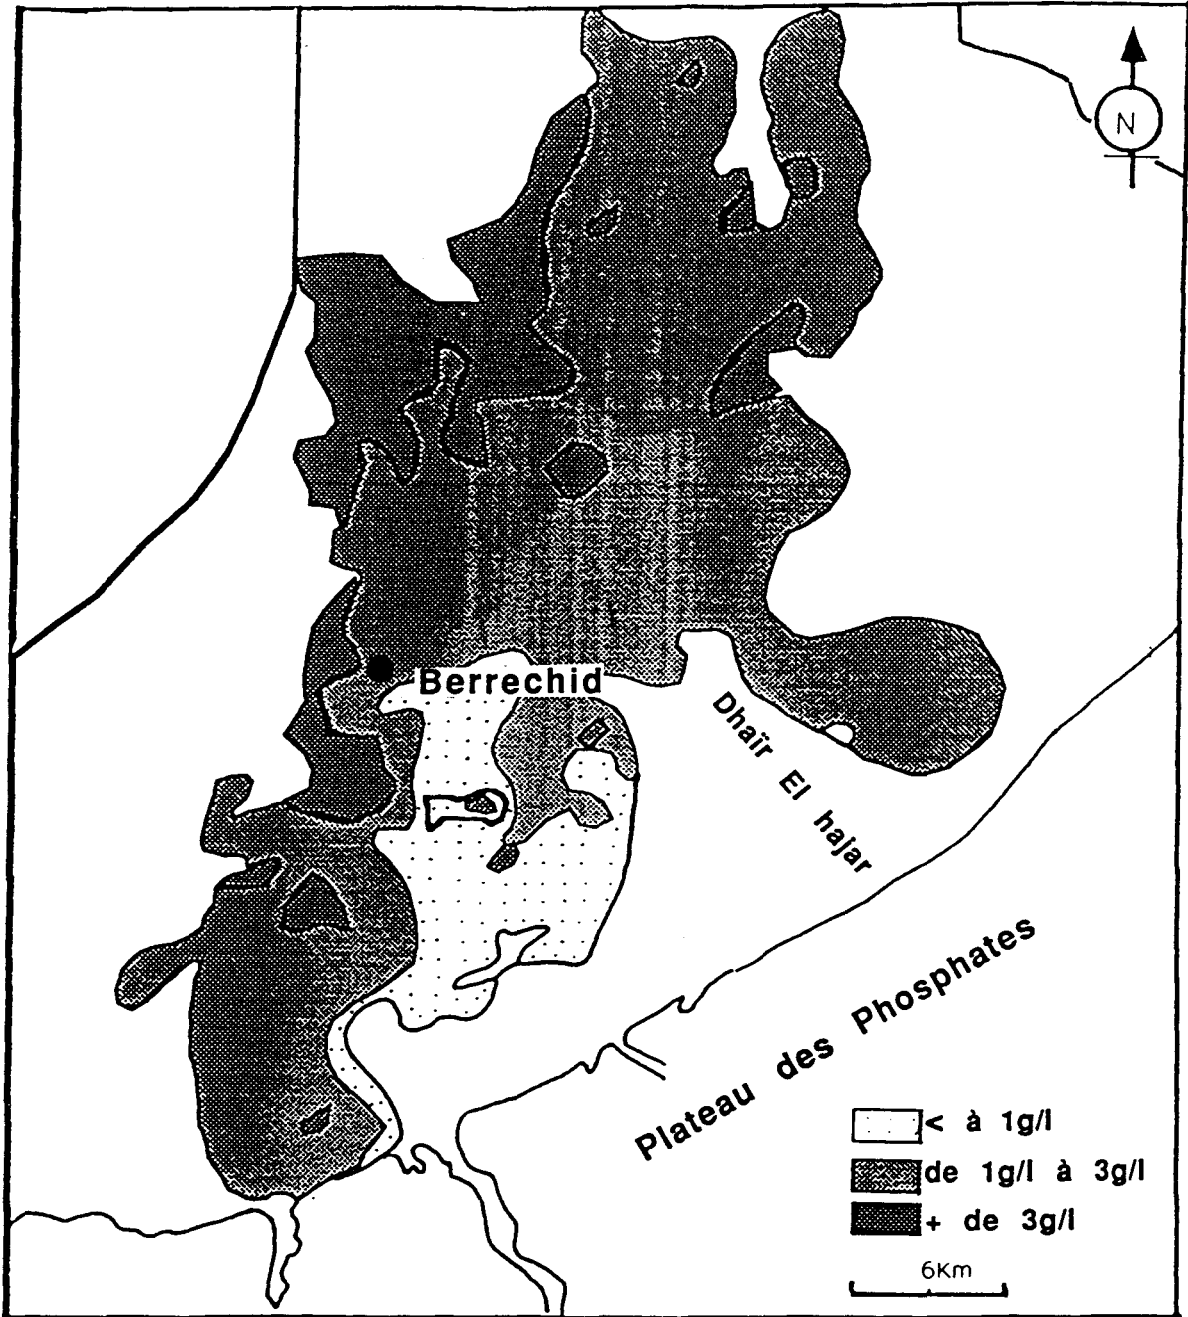 N
Berrechid
Dhaïr El hajar
Plateau des Phosphates
< à 1g/l
de 1g/l à 3g/l
+ de 3g/l
6Km